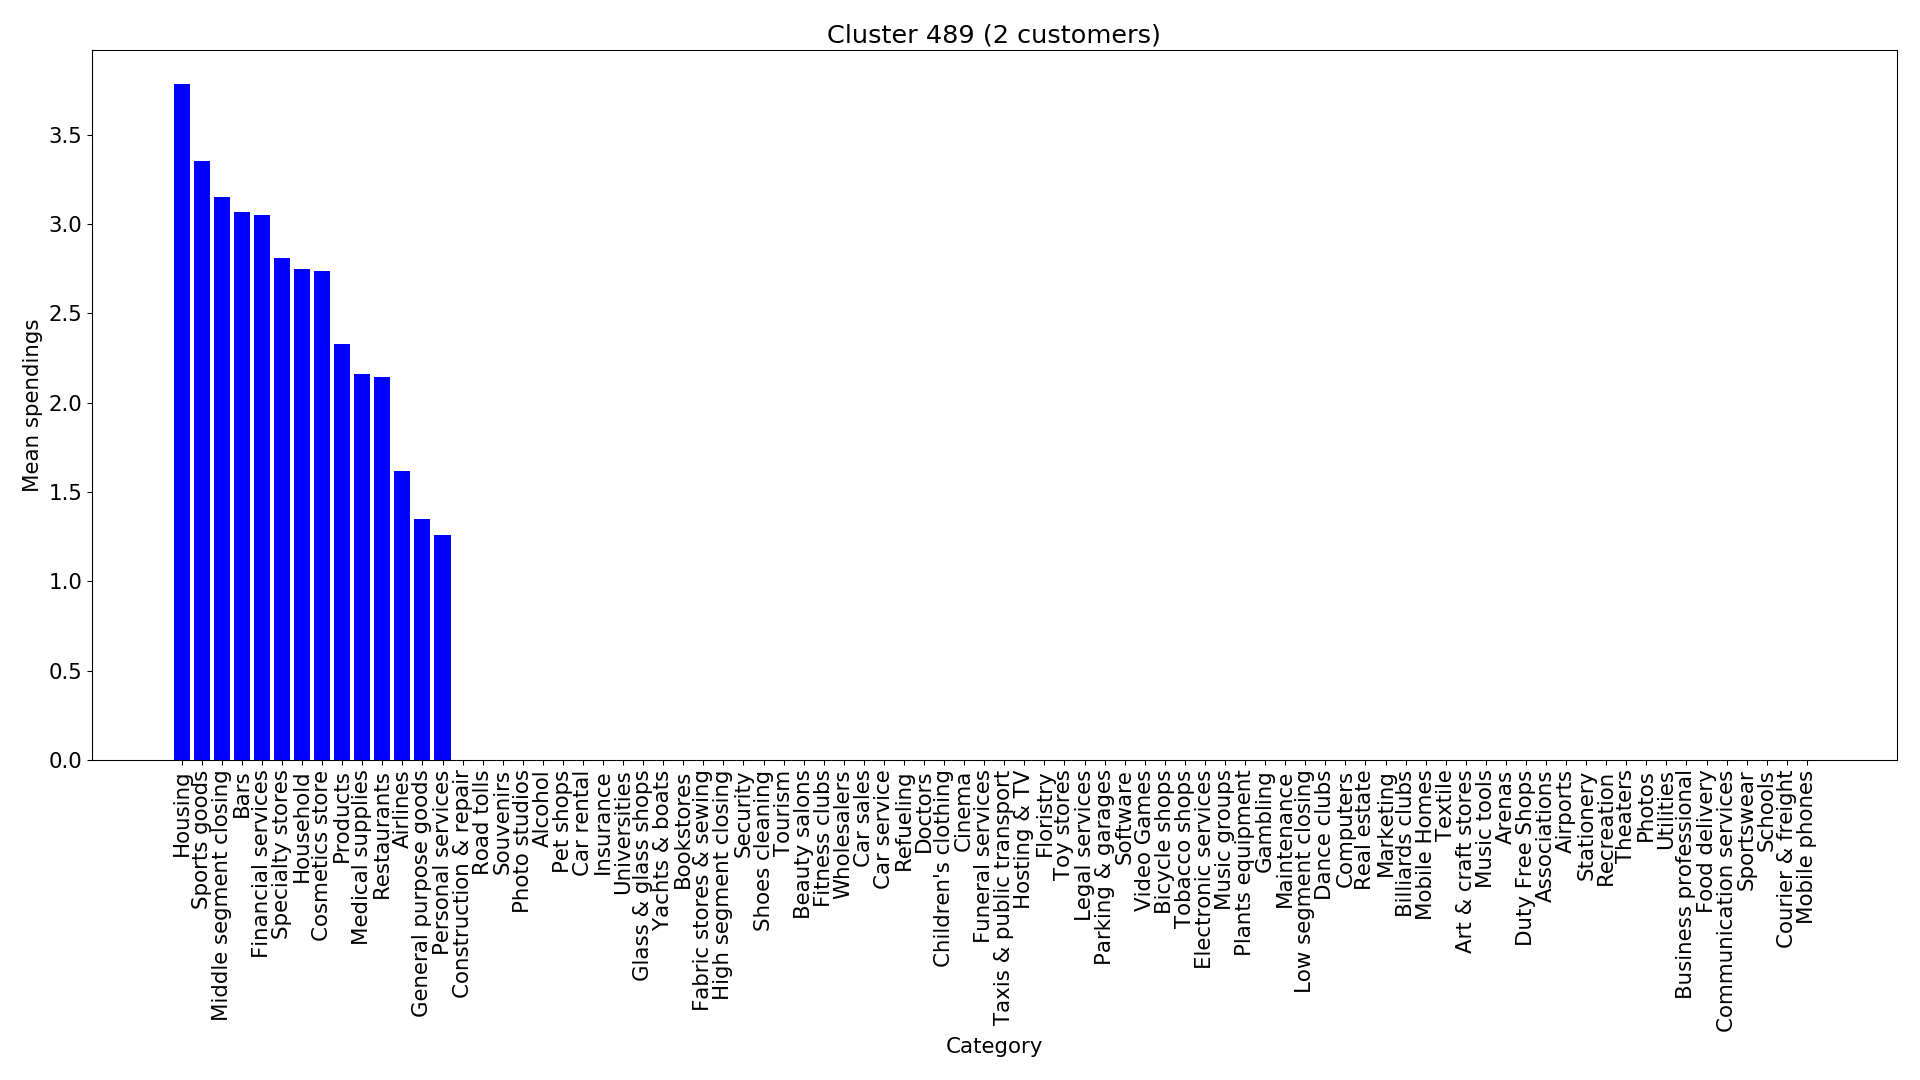 Cluster 489 (2 customers)
Mean spendings
3.5
3.0
2.5
2.0
1.5
1.0
0.5
0.0
Housing
Sports goods
Middle segment closing
Bars
Financial services
Specialty stores
Household
Cosmetics store
Products
Medical supplies
Restaurants
Airlines
General purpose goods
Personal services
Construction & repair
Road tolls
Souvenirs
Photo studios
Alcohol
Pet shops
Car rental
Insurance
Universities
Glass & glass shops
Yachts & boats
Bookstores
Fabric stores & sewing
High segment closing
Security
Shoes cleaning
Tourism
Beauty salons
Fitness clubs
Wholesalers
Car sales
Car service
Refueling
Doctors
Children's clothing
Cinema
Funeral services
Taxis & public transport
Hosting & TV
Floristry
Toy stores
Legal services
Parking & garages
Software
Video Games
Bicycle shops
Tobacco shops
Electronic services
Music groups
Plants equipment
Gambling
Maintenance
Low segment closing
Dance clubs
Computers
Real estate
Marketing
Billiards clubs
Mobile Homes
Textile
Art & craft stores
Music tools
Arenas
Duty Free Shops
Associations
Airports
Stationery
Recreation
Theaters
Photos
Utilities
Business professional
Food delivery
Communication services
Sportswear
Schools
Courier & freight
Mobile phones
Category